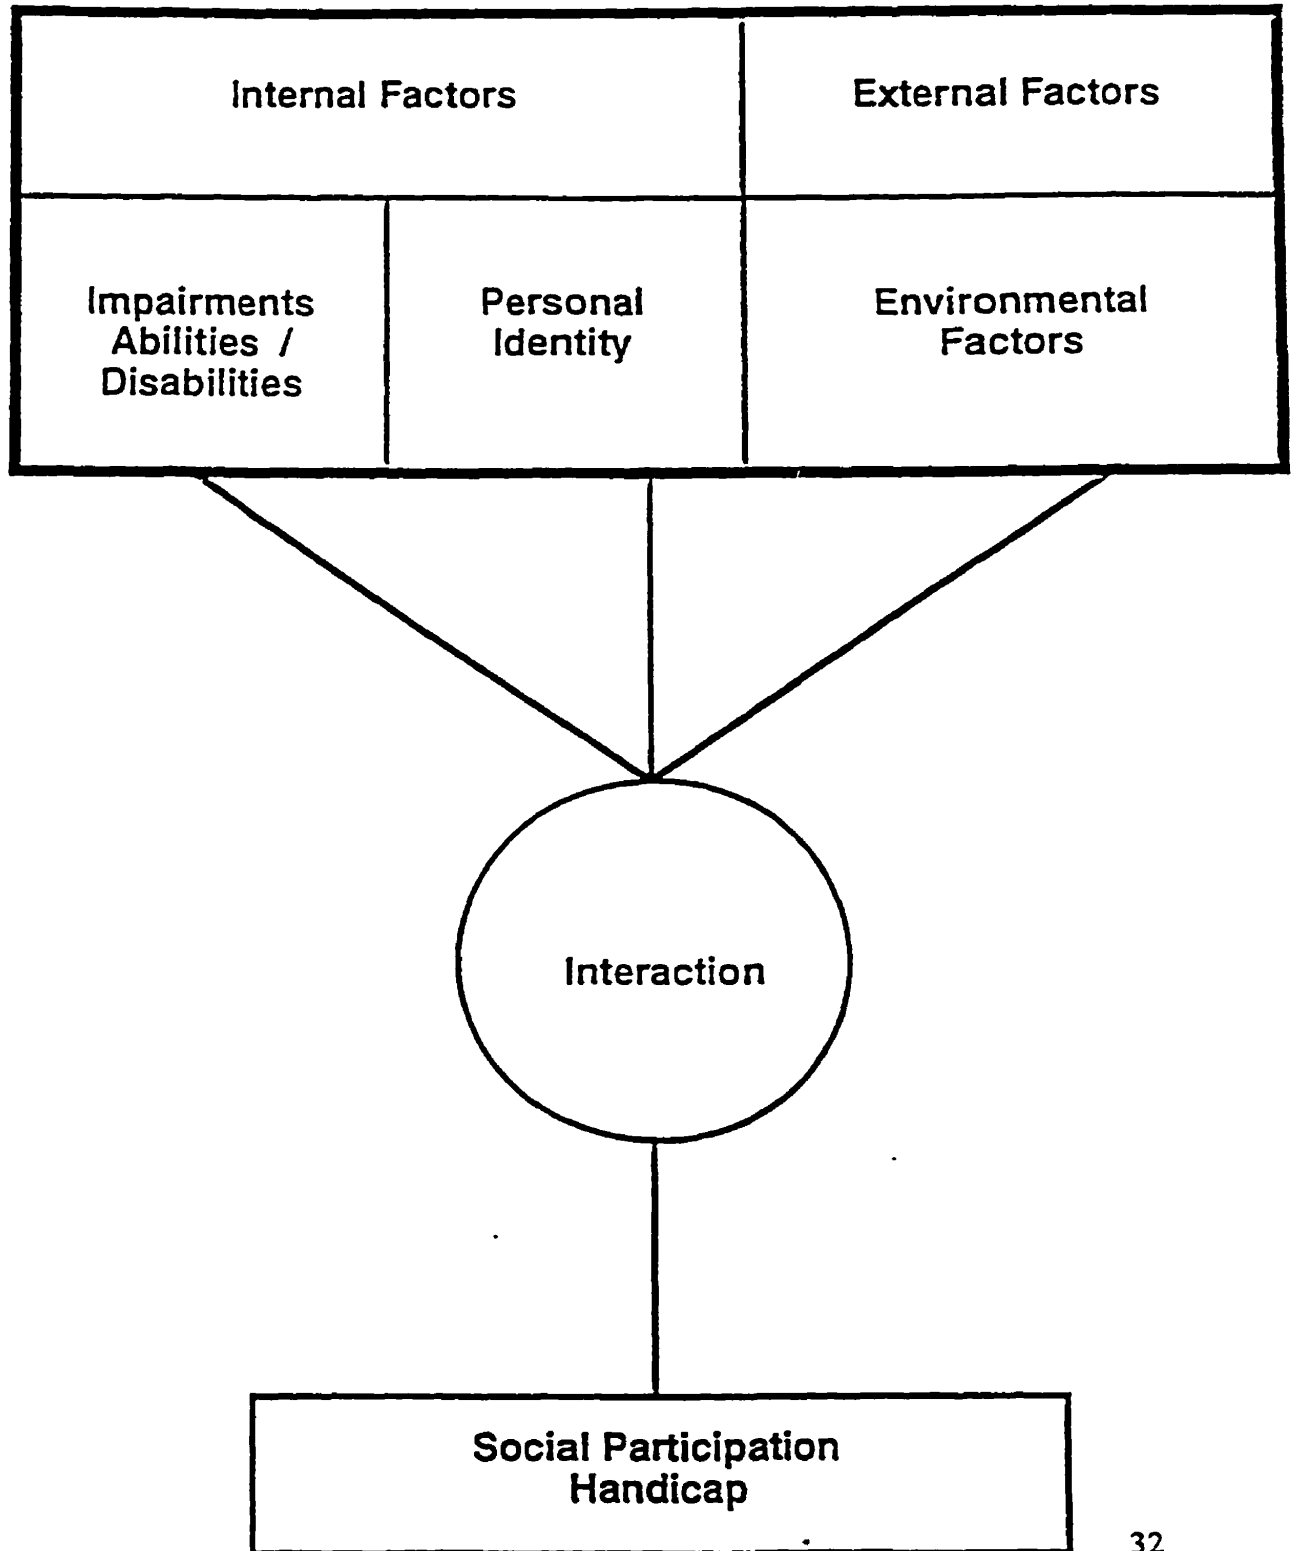 Internal Factors
External Factors
Impairments
Abilities /
Disabilities
Personal
Identity
Environmental
Factors
Interaction
Social Participation
Handicap
32